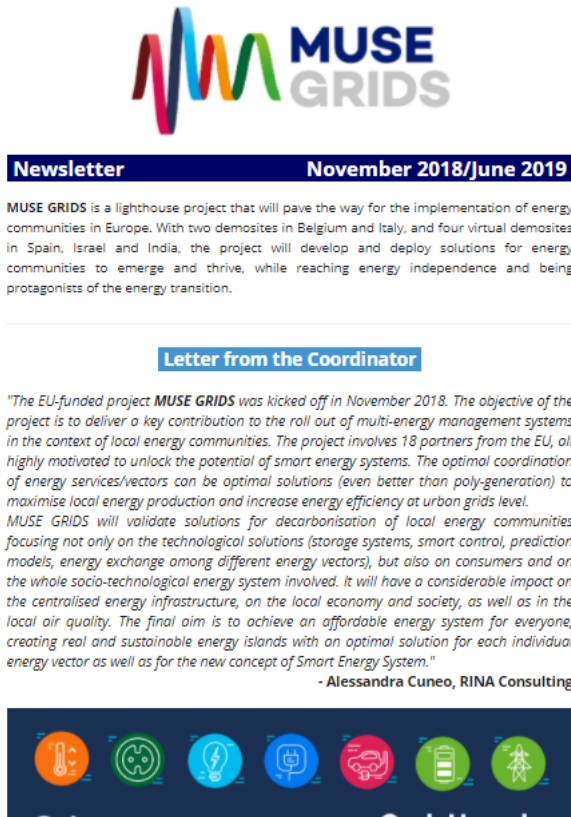 MUSE
GRIDS
Newsletter November 2018/June 2019
MUSE GRIDS is a lighthouse project that will pave the way for the implementation of energy
communities in Europe. With two demosites in Belgium and Italy, and four virtual demosites
in Spain, Israel and India, the project will develop and deploy solutions for energy
communities to emerge and thrive, while reaching energy independence and being
protagonists of the energy transition.
Letter from the Coordinator
"The EU-funded project MUSE GRIDS was kicked off in November 2018. The objective of the
project is to deliver a key contribution to the roll out of multi-energy management systems
in the context of local energy communities. The project involves 18 partners from the EU, all
highly motivated to unlock the potential of smart energy systems. The optimal coordination
of energy services/vectors can be optimal solutions (even better than poly-generation) to
maximise local energy production and increase energy efficiency at urban grids level.
MUSE GRIDS will validate solutions for decarbonisation of local energy communities
focusing not only on the technological solutions (storage systems, smart control, prediction
models, energy exchange among different energy vectors), but also on consumers and on
the whole socio-technological energy system involved. It will have a considerable impact on
the centralised energy infrastructure, on the local economy and society, as well as in the
local air quality. The final aim is to achieve an affordable energy system for everyone,
creating real and sustainable energy islands with an optimal solution for each individual
energy vector as well as for the new concept of Smart Energy System."
- Alessandra Cuneo, RINA Consulting